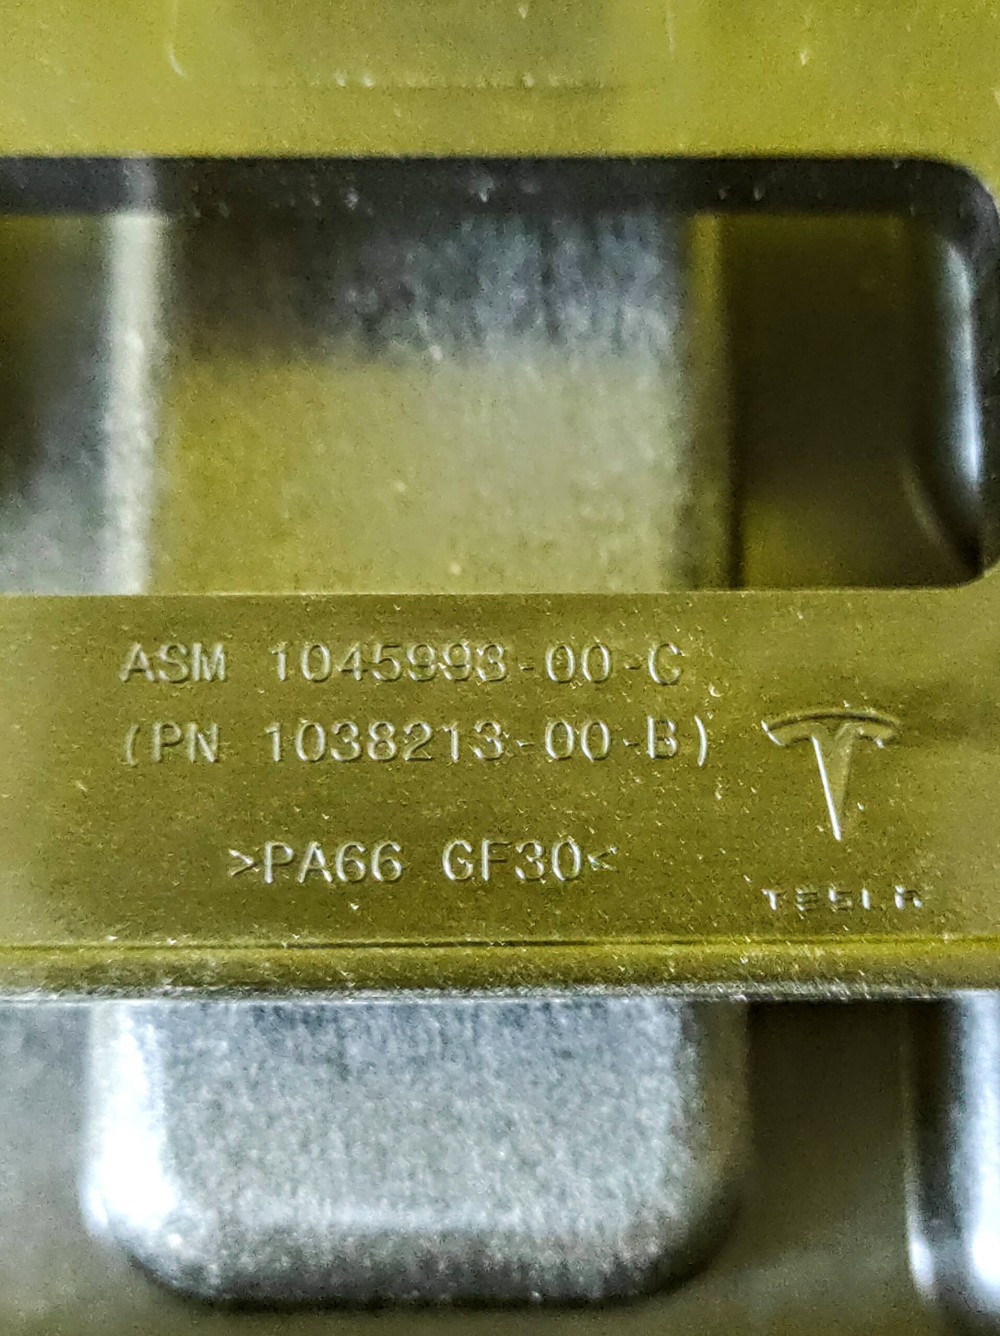 ASM 1045993-00-C
(PN 1038213-00-B)
>PA66 GF30<
TESLA